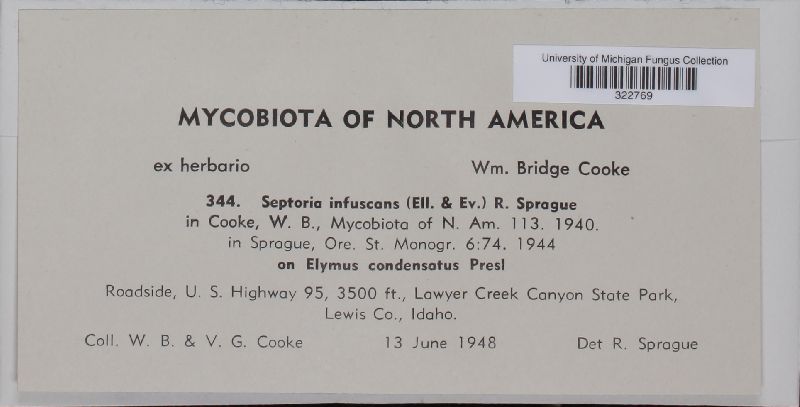 University of Michigan Fungus Collection
322769
MYCOBIOTA OF NORTH AMERICA
ex herbario Wm. Bridge Cooke
344. Septoria infuscans (Ell. & Ev.) R. Sprague
in Cooke, W. B., Mycobiota of N. Am. 113. 1940.
in Sprague, Ore. St. Monogr. 6:74. 1944
on Elymus condensatus Presl
Roadside, U. S. Highway 95, 3500 ft., Lawyer Creek Canyon State Park,
Lewis Co., Idaho.
Coll. W. B. & V. G. Cooke 13 June 1948 Det R. Sprague